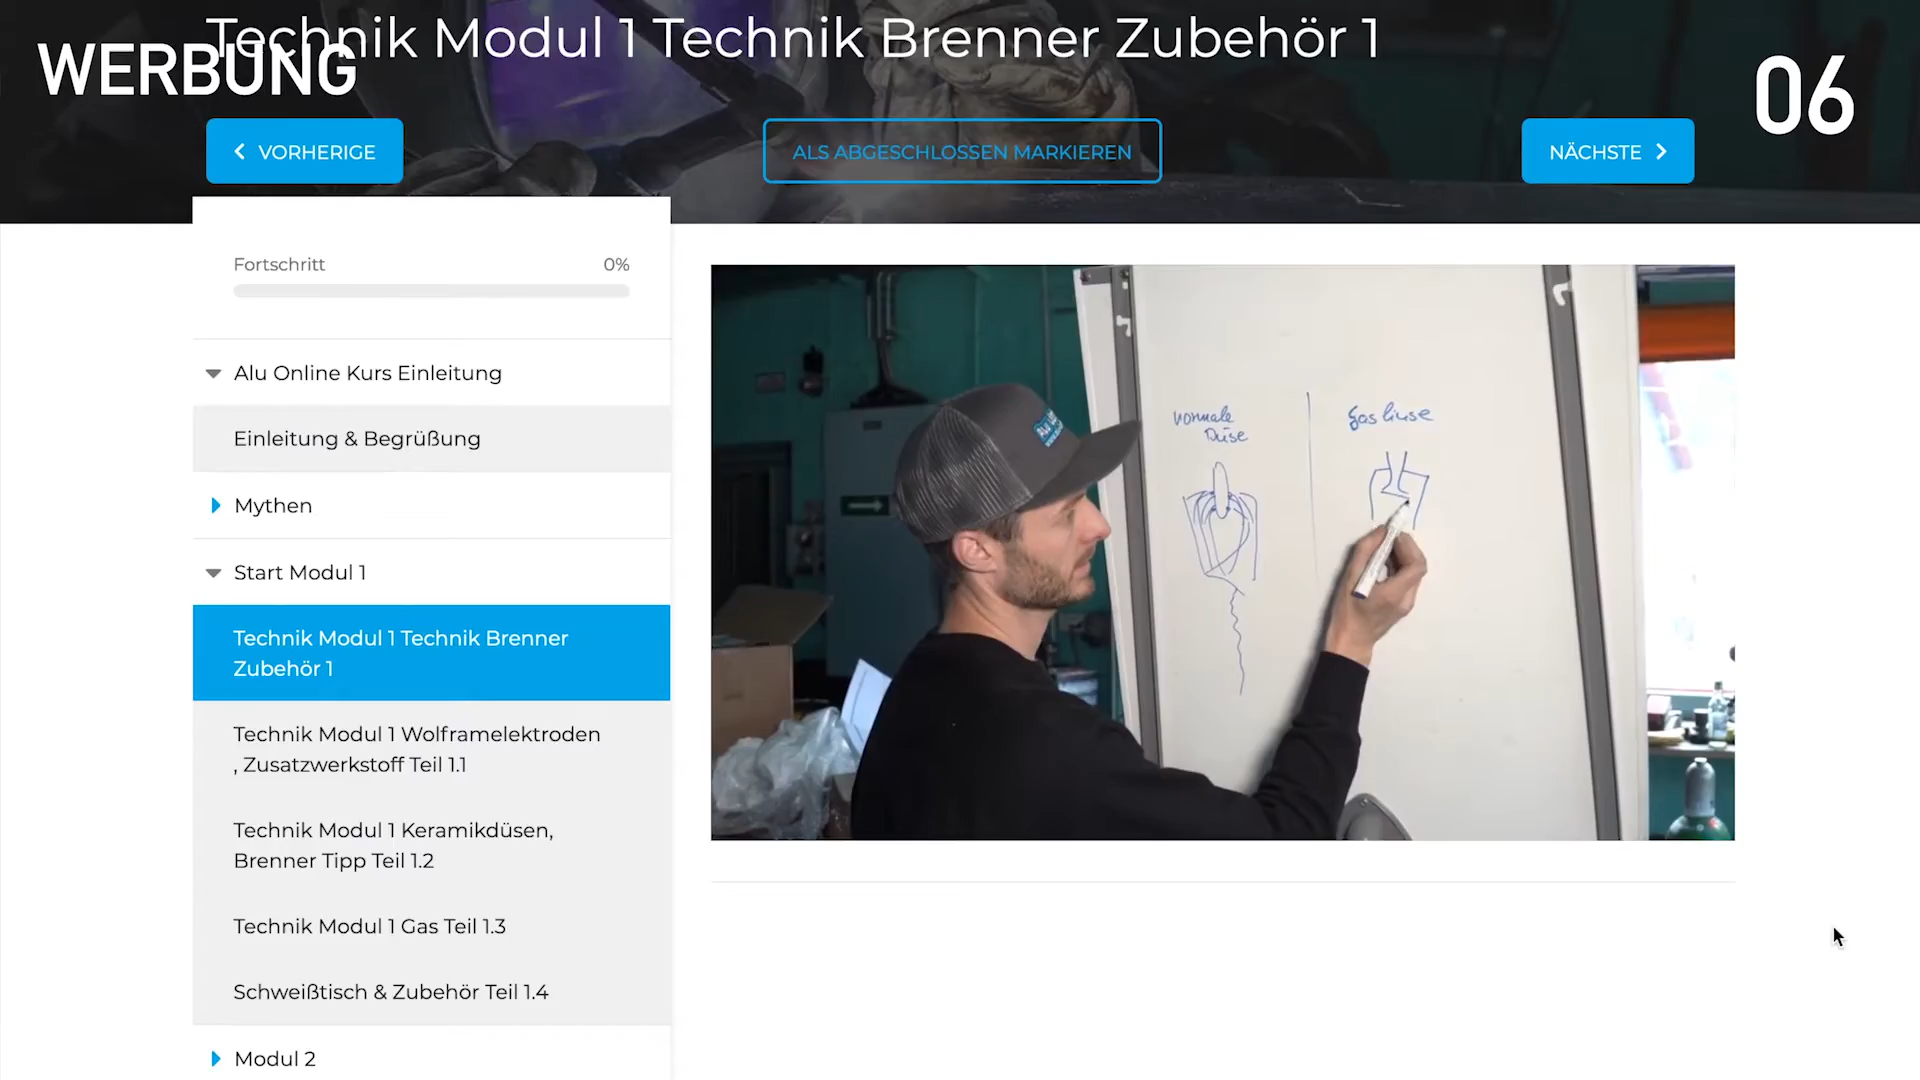 Technik Modul 1 Technik Brenner Zubehör 1
WERBUNG
06
VORHERIGE
ALS ABGESCHLOSSEN MARKIEREN
NÄCHSTE
Fortschritt 0%
Alu Online Kurs Einleitung
Einleitung & Begrüßung
Mythen
Start Modul 1
Technik Modul 1 Technik Brenner
Zubehör 1
Technik Modul 1 Wolframelektroden
, Zusatzwerkstoff Teil 1.1
Technik Modul 1 Keramikdüsen,
Brenner Tipp Teil 1.2
Technik Modul 1 Gas Teil 1.3
Schweißtisch & Zubehör Teil 1.4
Modul 2
normale
Düse
Gaslinse